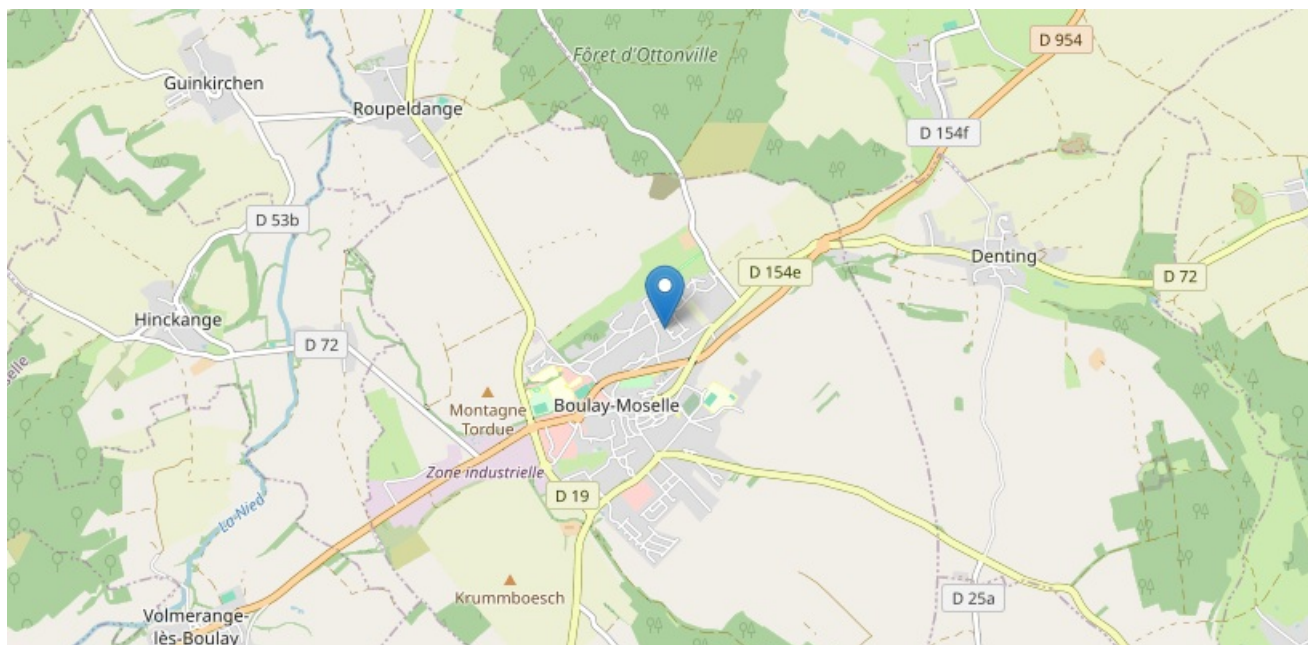 D 954
Fôret d'Ottonville
Guinkirchen
Roupeldange
D 154f
D 53b
Denting
D 154e
D 72
Hinckange
D 72
Montagne
Tordue
Boulay-Moselle
Zone industrielle
D 19
La Nied
Krummboesch
D 25a
Volmerange-
lès-Boulay
selle